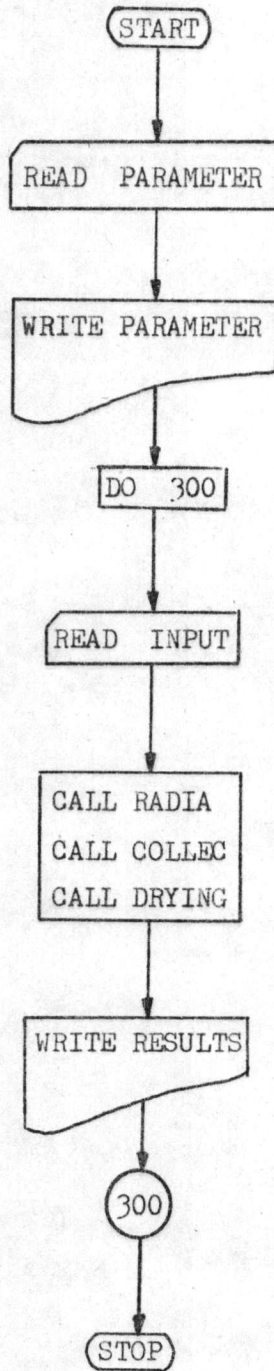 START
READ PARAMETER
WRITE PARAMETER
DO 300
READ INPUT
CALL RADIA
CALL COLLEC
CALL DRYING
WRITE RESULTS
300
STOP